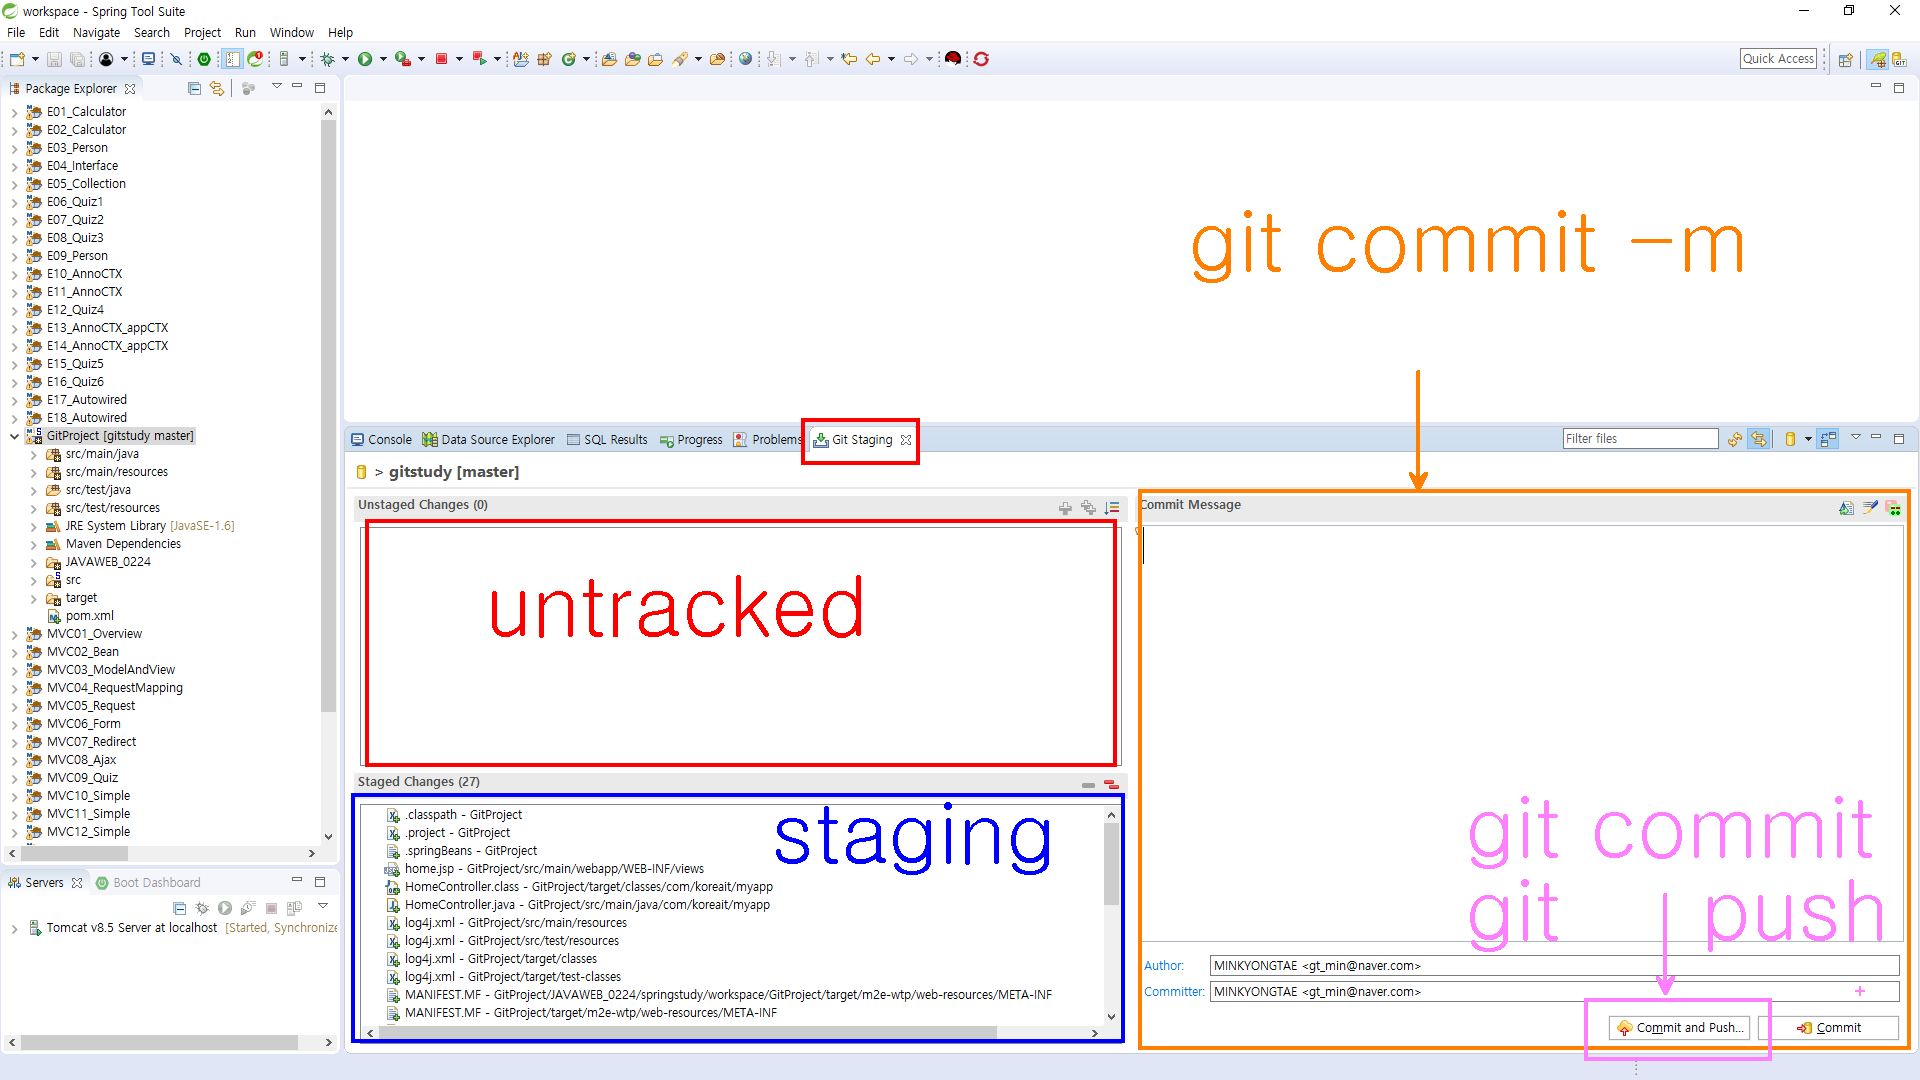 workspace - Spring Tool Suite
File Edit Navigate Search Project Run Window Help
Quick Access
Package Explorer
E01_Calculator
E02_Calculator
E03_Person
E04_Interface
E05_Collection
E06_Quiz1
E07_Quiz2
E08_Quiz3
E09_Person
E10_AnnoCTX
E11_AnnoCTX
E12_Quiz4
E13_AnnoCTX_appCTX
E14_AnnoCTX_appCTX
E15_Quiz5
E16_Quiz6
E17_Autowired
E18_Autowired
GitProject [gitstudy master]
src/main/java
src/main/resources
src/test/java
src/test/resources
JRE System Library [JavaSE-1.6]
Maven Dependencies
JAVAWEB_0224
src
target
pom.xml
MVC01_Overview
MVC02_Bean
MVC03_ModelAndView
MVC04_RequestMapping
MVC05_Request
MVC06_Form
MVC07_Redirect
MVC08_Ajax
MVC09_Quiz
MVC10_Simple
MVC11_Simple
MVC12_Simple
Servers Boot Dashboard
Tomcat v8.5 Server at localhost [Started, Synchronize
git commit -m
Console Data Source Explorer SQL Results Progress Problems Git Staging
Filter files
> gitstudy [master]
Unstaged Changes (0)
untracked
Staged Changes (27)
staging
.classpath - GitProject
.project - GitProject
.springBeans - GitProject
home.jsp - GitProject/src/main/webapp/WEB-INF/views
HomeController.class - GitProject/target/classes/com/koreait/myapp
HomeController.java - GitProject/src/main/java/com/koreait/myapp
log4j.xml - GitProject/src/main/resources
log4j.xml - GitProject/src/test/resources
log4j.xml - GitProject/target/classes
log4j.xml - GitProject/target/test-classes
MANIFEST.MF - GitProject/JAVAWEB_0224/springstudy/workspace/GitProject/target/m2e-wtp/web-resources/META-INF
MANIFEST.MF - GitProject/target/m2e-wtp/web-resources/META-INF
Commit Message
git commit
git push
Author: MINKYONGTAE <gt_min@naver.com>
Committer: MINKYONGTAE <gt_min@naver.com>
Commit and Push... Commit